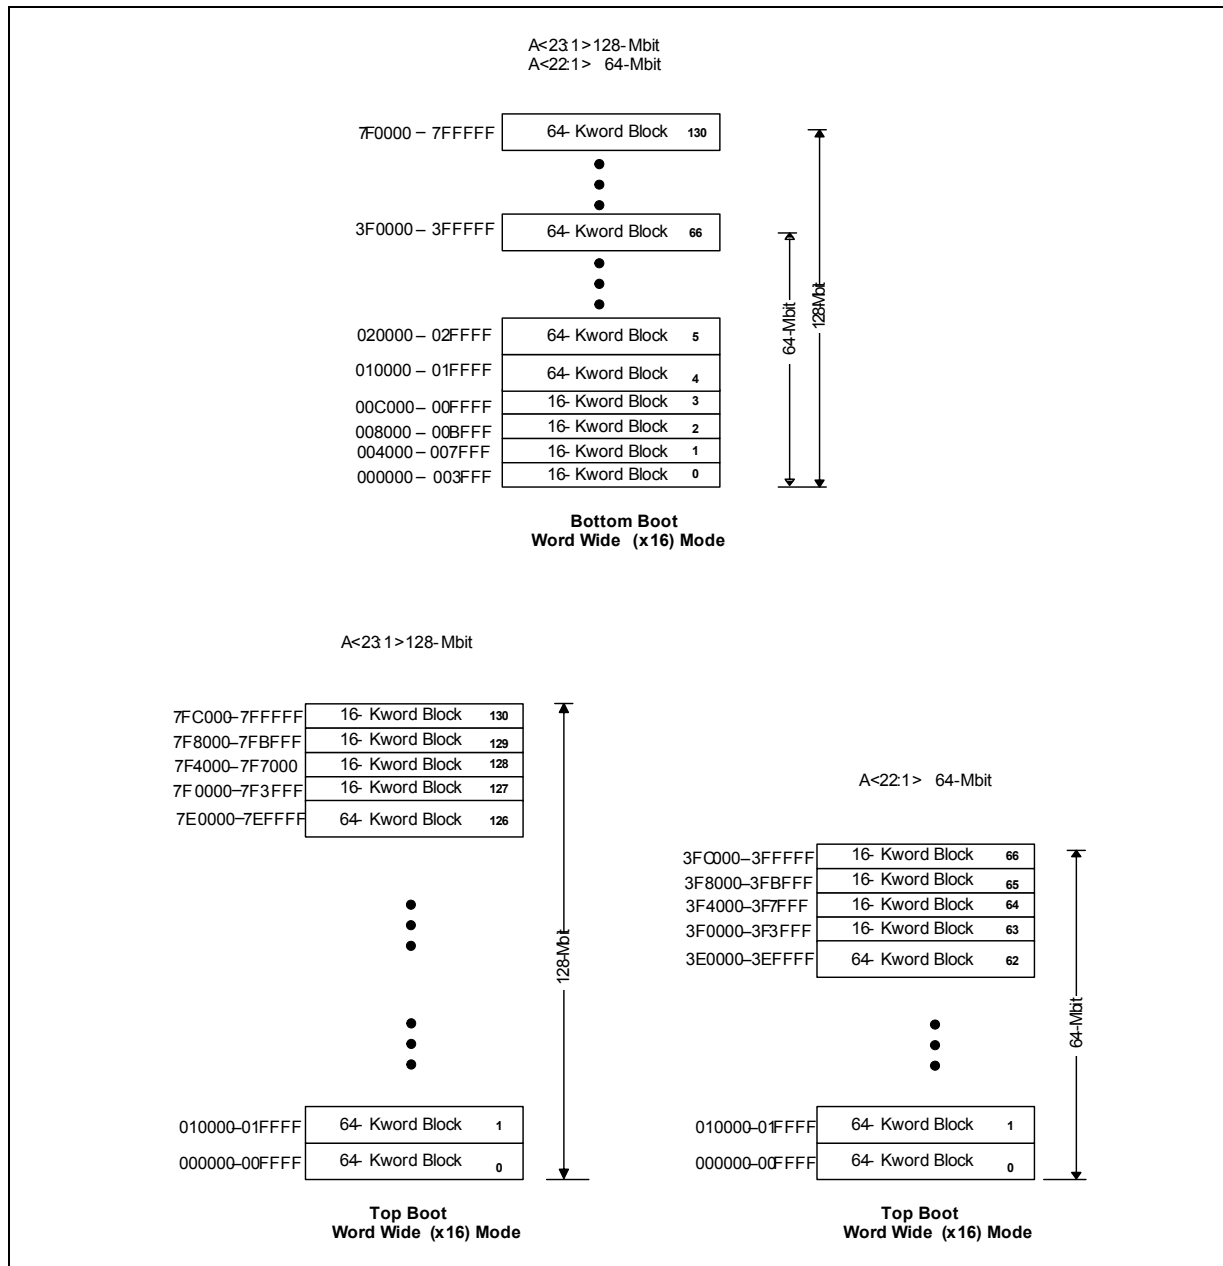 A<23:1>128-Mbit
A<22:1> 64-Mbit
7F0000 – 7FFFFF 64- Kword Block 130
3F0000 – 3FFFFF 64- Kword Block 66
020000 – 02FFFF 64- Kword Block 5
010000 – 01FFFF 64- Kword Block 4
00C000 – 00FFFF 16- Kword Block 3
008000 – 00BFFF 16- Kword Block 2
004000 – 007FFF 16- Kword Block 1
000000 – 003FFF 16- Kword Block 0
64-Mbit
128-Mbit
Bottom Boot
Word Wide (x16) Mode
A<23:1>128-Mbit
7FC000–7FFFFF 16- Kword Block 130
7F8000–7FBFFF 16- Kword Block 129
7F4000–7F7000 16- Kword Block 128
7F0000–7F3FFF 16- Kword Block 127
7E0000–7EFFFF 64- Kword Block 126
010000–01FFFF 64- Kword Block 1
000000–00FFFF 64- Kword Block 0
128-Mbit
Top Boot
Word Wide (x16) Mode
A<22:1> 64-Mbit
3FC000–3FFFFF 16- Kword Block 66
3F8000–3FBFFF 16- Kword Block 65
3F4000–3F7FFF 16- Kword Block 64
3F0000–3F3FFF 16- Kword Block 63
3E0000–3EFFFF 64- Kword Block 62
010000–01FFFF 64- Kword Block 1
000000–00FFFF 64- Kword Block 0
64-Mbit
Top Boot
Word Wide (x16) Mode